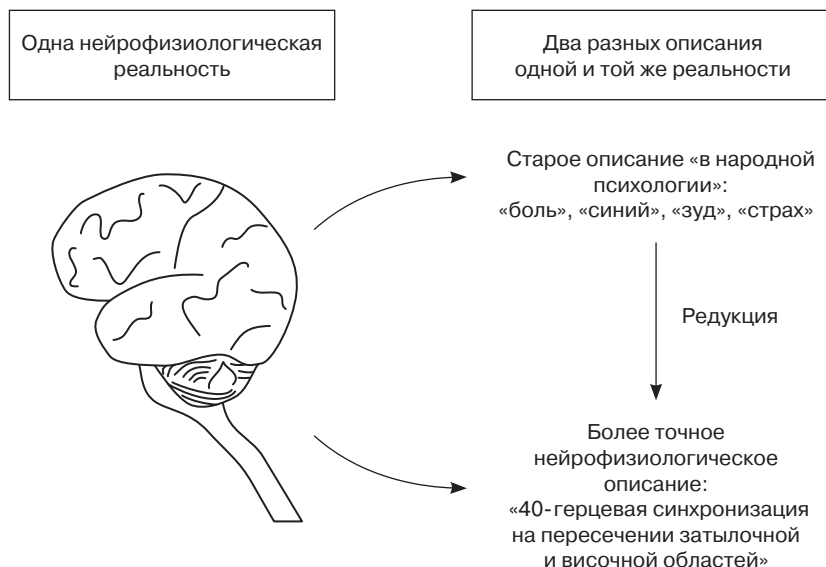 Одна нейрофизиологическая
реальность
Два разных описания
одной и той же реальности
Старое описание «в народной
психологии»:
«боль», «синий», «зуд», «страх»
Редукция
Более точное
нейрофизиологическое
описание:
«40-герцевая синхронизация
на пересечении затылочной
и височной областей»